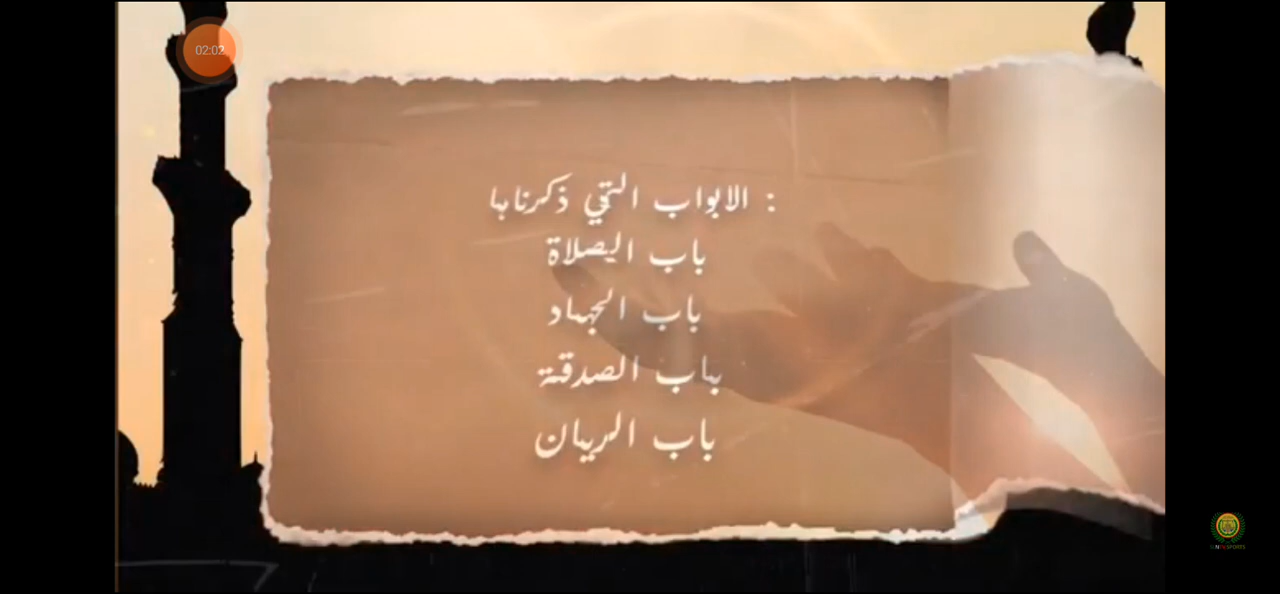 02:02
: الابواب التي ذكرناها
باب الصلاة
باب الجهاد
باب الصدقة
باب الريان